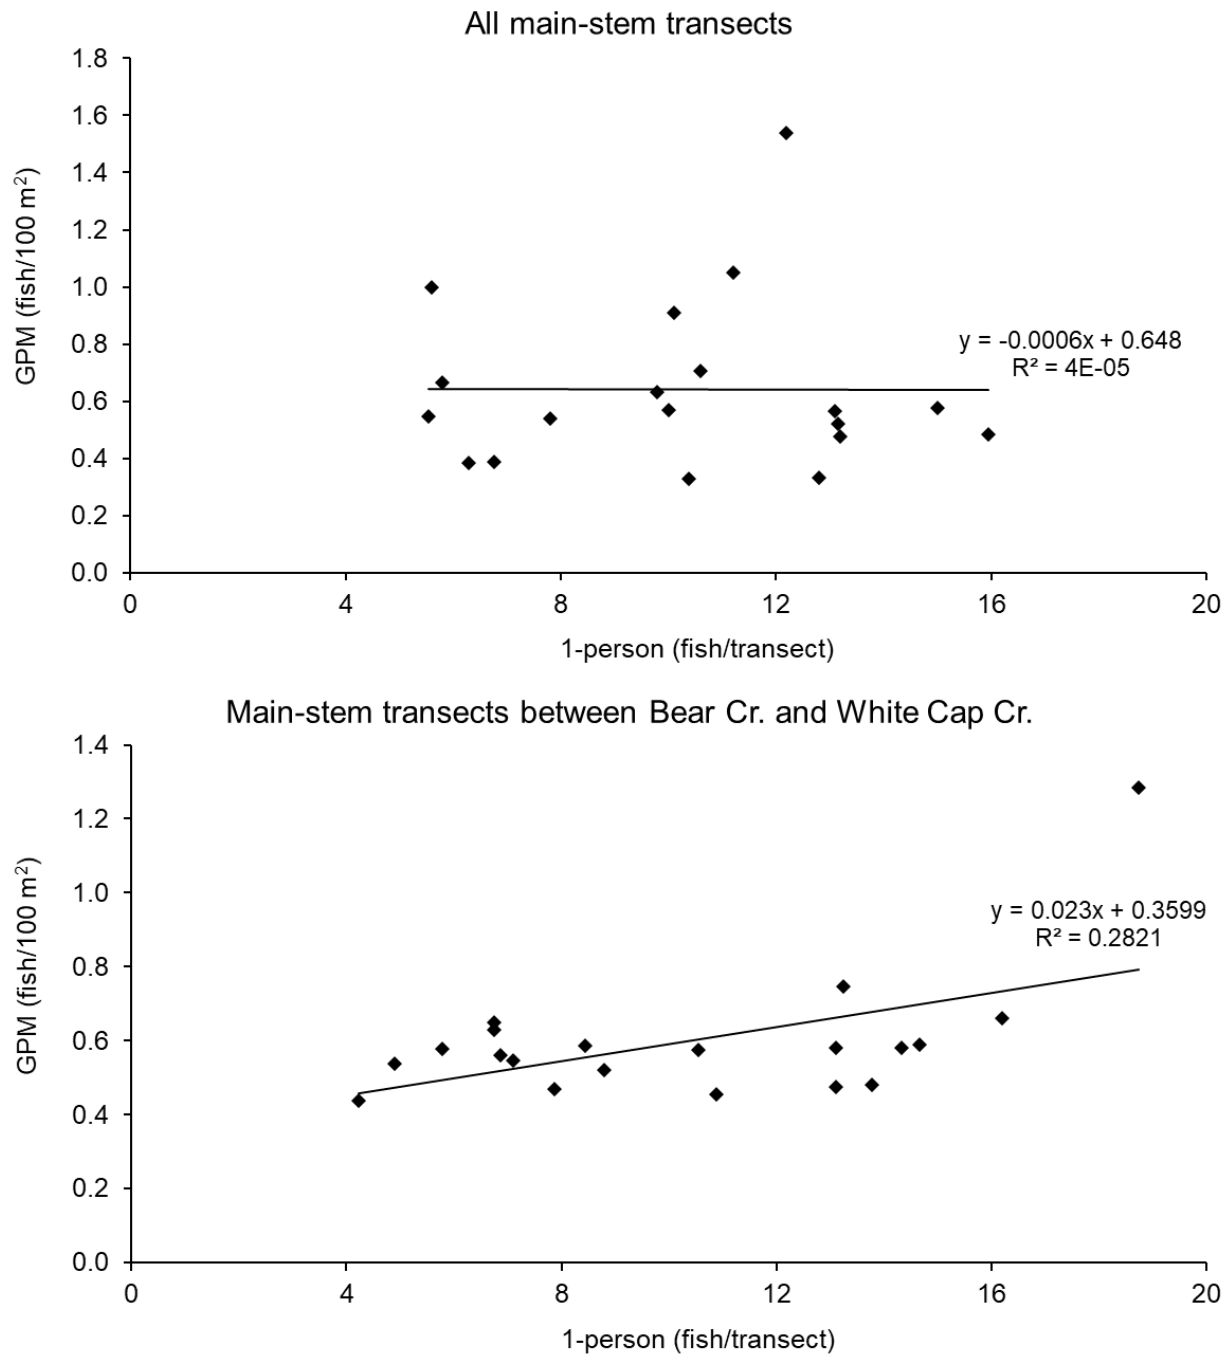 All main-stem transects
1.8
1.6
1.4
1.2
1.0
0.8
0.6
0.4
0.2
0.0
GPM (fish/100 m²)
y = -0.0006x + 0.648
R² = 4E-05
0 4 8 12 16 20
1-person (fish/transect)
Main-stem transects between Bear Cr. and White Cap Cr.
1.4
1.2
1.0
0.8
0.6
0.4
0.2
0.0
GPM (fish/100 m²)
y = 0.023x + 0.3599
R² = 0.2821
0 4 8 12 16 20
1-person (fish/transect)